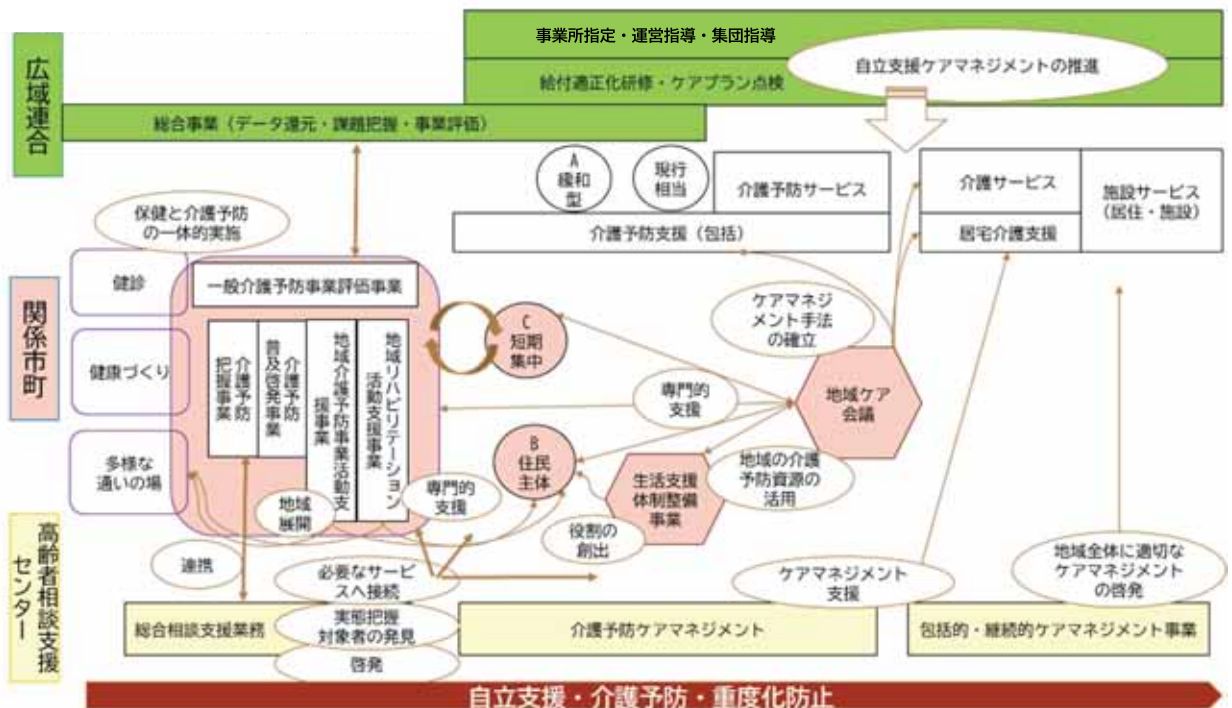 事業所指定・運営指導・集団指導
給付適正化研修・ケアプラン点検
自立支援ケアマネジメントの推進
広域連合
総合事業（データ還元・課題把握・事業評価）
A
緩和
型
現行
相当
介護予防サービス
介護予防支援（包括）
介護サービス
居宅介護支援
施設サービス
（居住・施設）
保健と介護予防
の一体的実施
関係市町
健診
健康づくり
多様な
通いの場
一般介護予防事業評価事業
介護予防
把握事業
介護予防
普及啓発事業
地域介護予防事業活動支
援事業
地域リハビリテーション
活動支援事業
C
短期
集中
ケアマネジ
メント手法
の確立
専門的
支援
地域ケア
会議
B
住民
主体
生活支援
体制整備
事業
地域の介護
予防資源の
活用
専門的
支援
地域
展開
役割の
創出
高齢者相談支援
センター
連携
必要なサービ
スへ接続
実態把握
対象者の発見
啓発
ケアマネジメント
支援
地域全体に適切な
ケアマネジメント
の啓発
総合相談支援業務
介護予防ケアマネジメント
包括的・継続的ケアマネジメント事業
自立支援・介護予防・重度化防止